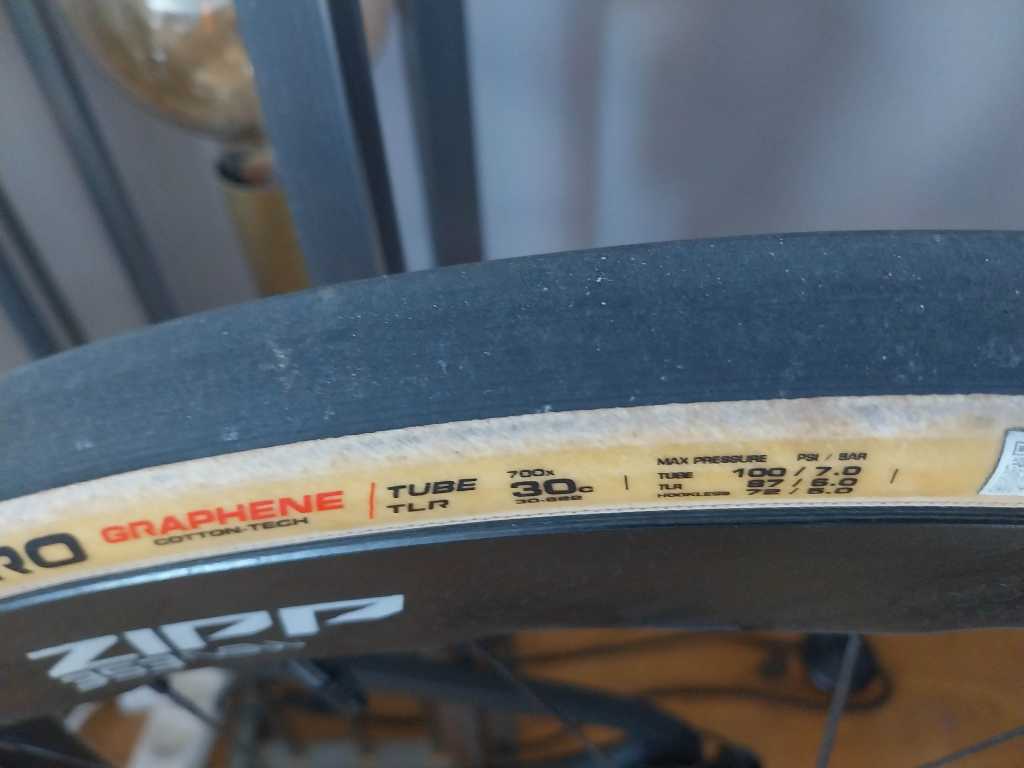 RO
GRAPHENE
COTTON-TECH
TUBE
TLR
700x
30c
30-622
MAX PRESSURE PSI / BAR
TUBE 100 / 7.0
TLR 87 / 6.0
HOOKLESS 72 / 5.0
ZIPP
353